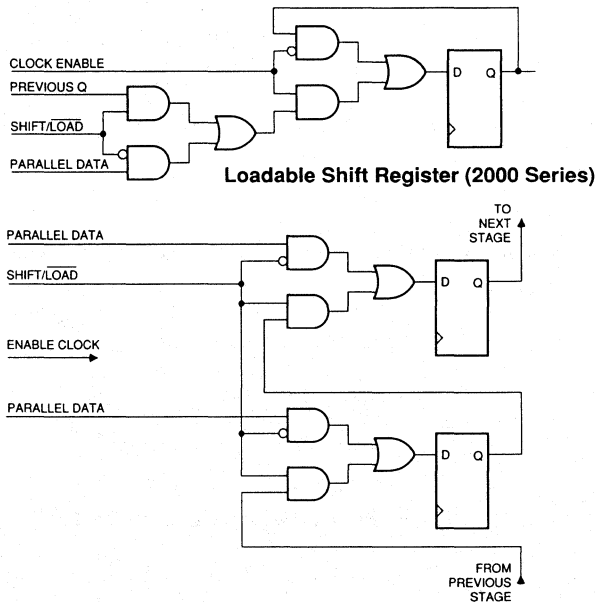 CLOCK ENABLE
PREVIOUS Q
SHIFT/LOAD
PARALLEL DATA
D Q
Loadable Shift Register (2000 Series)
TO
NEXT
STAGE
PARALLEL DATA
SHIFT/LOAD
D Q
ENABLE CLOCK
PARALLEL DATA
D Q
FROM
PREVIOUS
STAGE